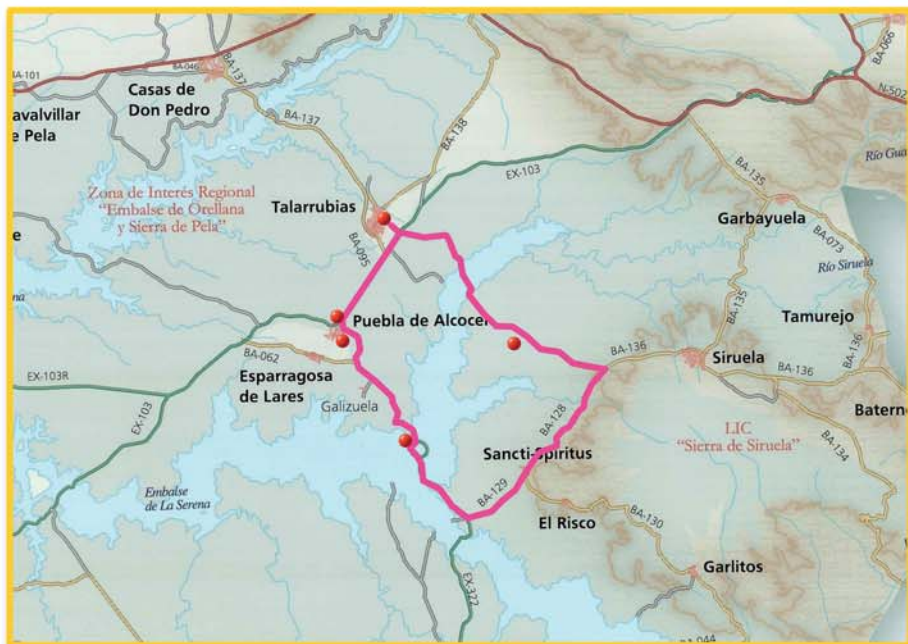 BA-066
BA-046
BA-137
BA-101
N-502
Casas de
Don Pedro
avalvillar
e Pela
BA-137
BA-138
EX-103
BA-135
Río Gua
Zona de Interés Regional
"Embalse de Orellana
y Sierra de Pela"
Talarrubias
Garbayuela
BA-095
BA-073
e
Río Siruela
na
BA-135
Tamurejo
Puebla de Alcocer
BA-136
BA-136
BA-062
Siruela
BA-136
EX-103R
Esparragosa
de Lares
Galizuela
EX-103
BA-128
Batern
LIC
"Sierra de Siruela"
BA-134
Sancti-Spiritus
Embalse
de La Serena
BA-129
El Risco
BA-130
Garlitos
EX-322
BA-044